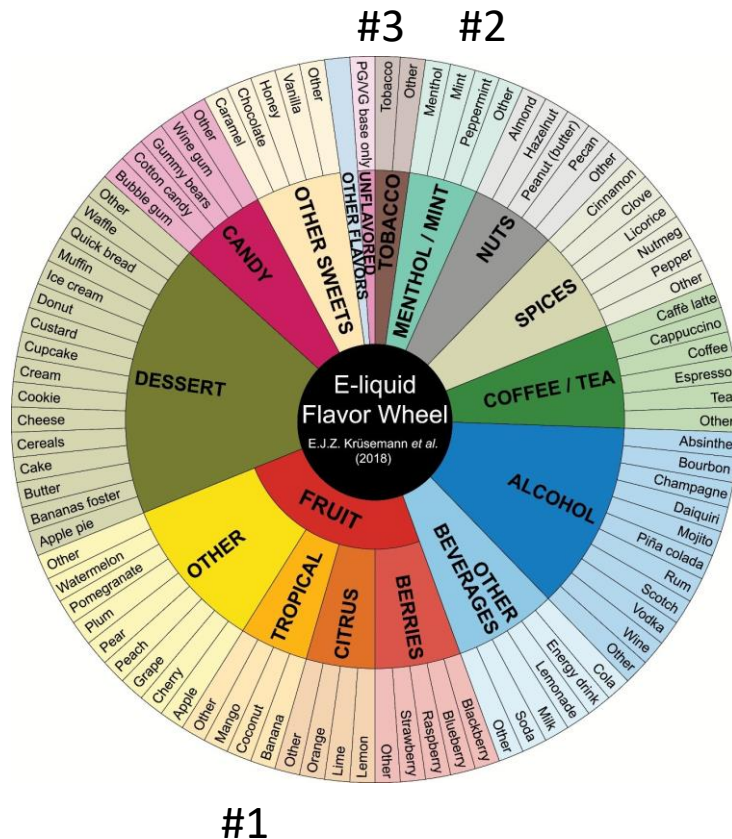 #3
#2
E-liquid
Flavor Wheel
E.J.Z. Krüsemann et al.
(2018)
UNFLAVORED
PG/VG base only
TOBACCO
Tobacco
Other
MENTHOL / MINT
Menthol
Mint
Peppermint
Other
NUTS
Almond
Hazelnut
Peanut (butter)
Pecan
Other
SPICES
Cinnamon
Clove
Licorice
Nutmeg
Pepper
Other
COFFEE / TEA
Caffè latte
Cappuccino
Coffee
Espresso
Tea
Other
ALCOHOL
Absinthe
Bourbon
Champagne
Daiquiri
Mojito
Piña colada
Rum
Scotch
Vodka
Wine
Other
OTHER
BEVERAGES
Cola
Energy drink
Lemonade
Milk
Soda
Other
FRUIT
BERRIES
Blackberry
Blueberry
Raspberry
Strawberry
Other
CITRUS
Lemon
Lime
Orange
Other
TROPICAL
Banana
Coconut
Mango
Other
OTHER
Apple
Cherry
Grape
Peach
Pear
Plum
Pomegranate
Watermelon
Other
DESSERT
Apple pie
Bananas foster
Butter
Cake
Cereals
Cheese
Cookie
Cream
Cupcake
Custard
Donut
Ice cream
Muffin
Quick bread
Waffle
Other
CANDY
Bubble gum
Cotton candy
Gummy bears
Wine gum
Other
OTHER SWEETS
Caramel
Chocolate
Honey
Vanilla
Other
OTHER FLAVORS
#1